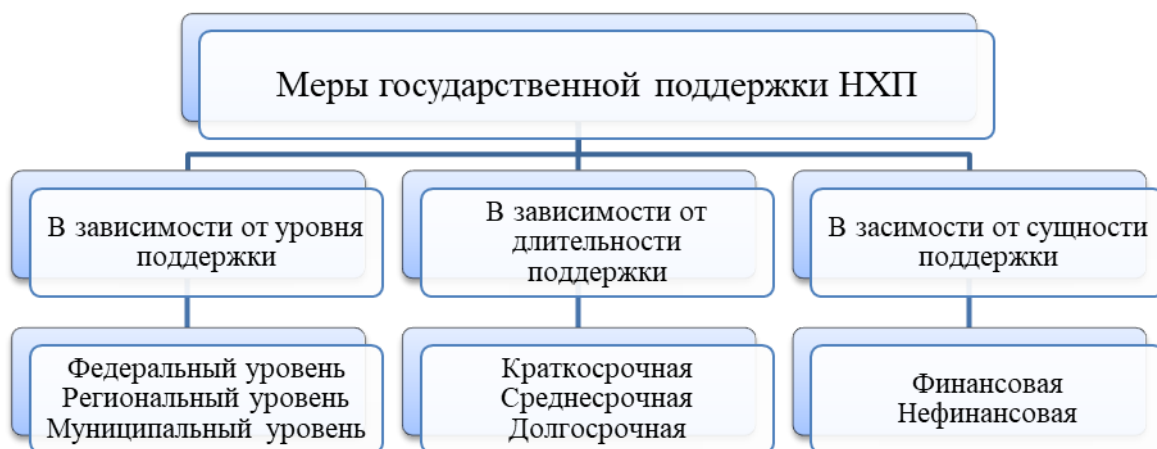 Меры государственной поддержки НХП
В зависимости от уровня
поддержки
В зависимости от
длительности
поддержки
В засимости от сущности
поддержки
Федеральный уровень
Региональный уровень
Муниципальный уровень
Краткосрочная
Среднесрочная
Долгосрочная
Финансовая
Нефинансовая